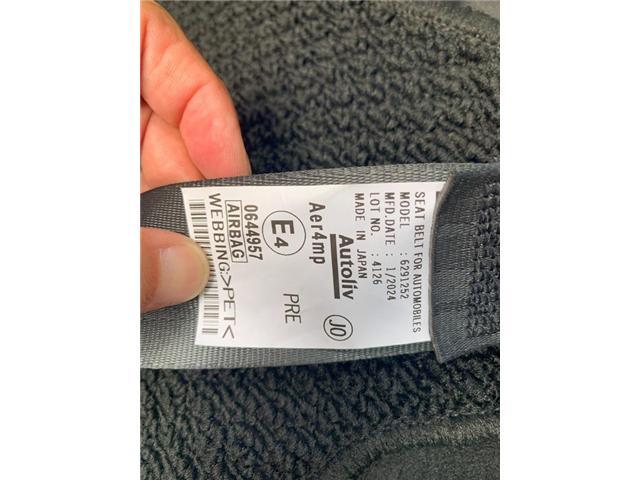 SEAT BELT FOR AUTOMOBILES
MODEL : 6291252
MFD.DATE : 1/2024
LOT NO. : 4126
MADE IN JAPAN
Autoliv
JQ
Aer4mp
E4
PRE
0644957
AIRBAG
WEBBING>PET<